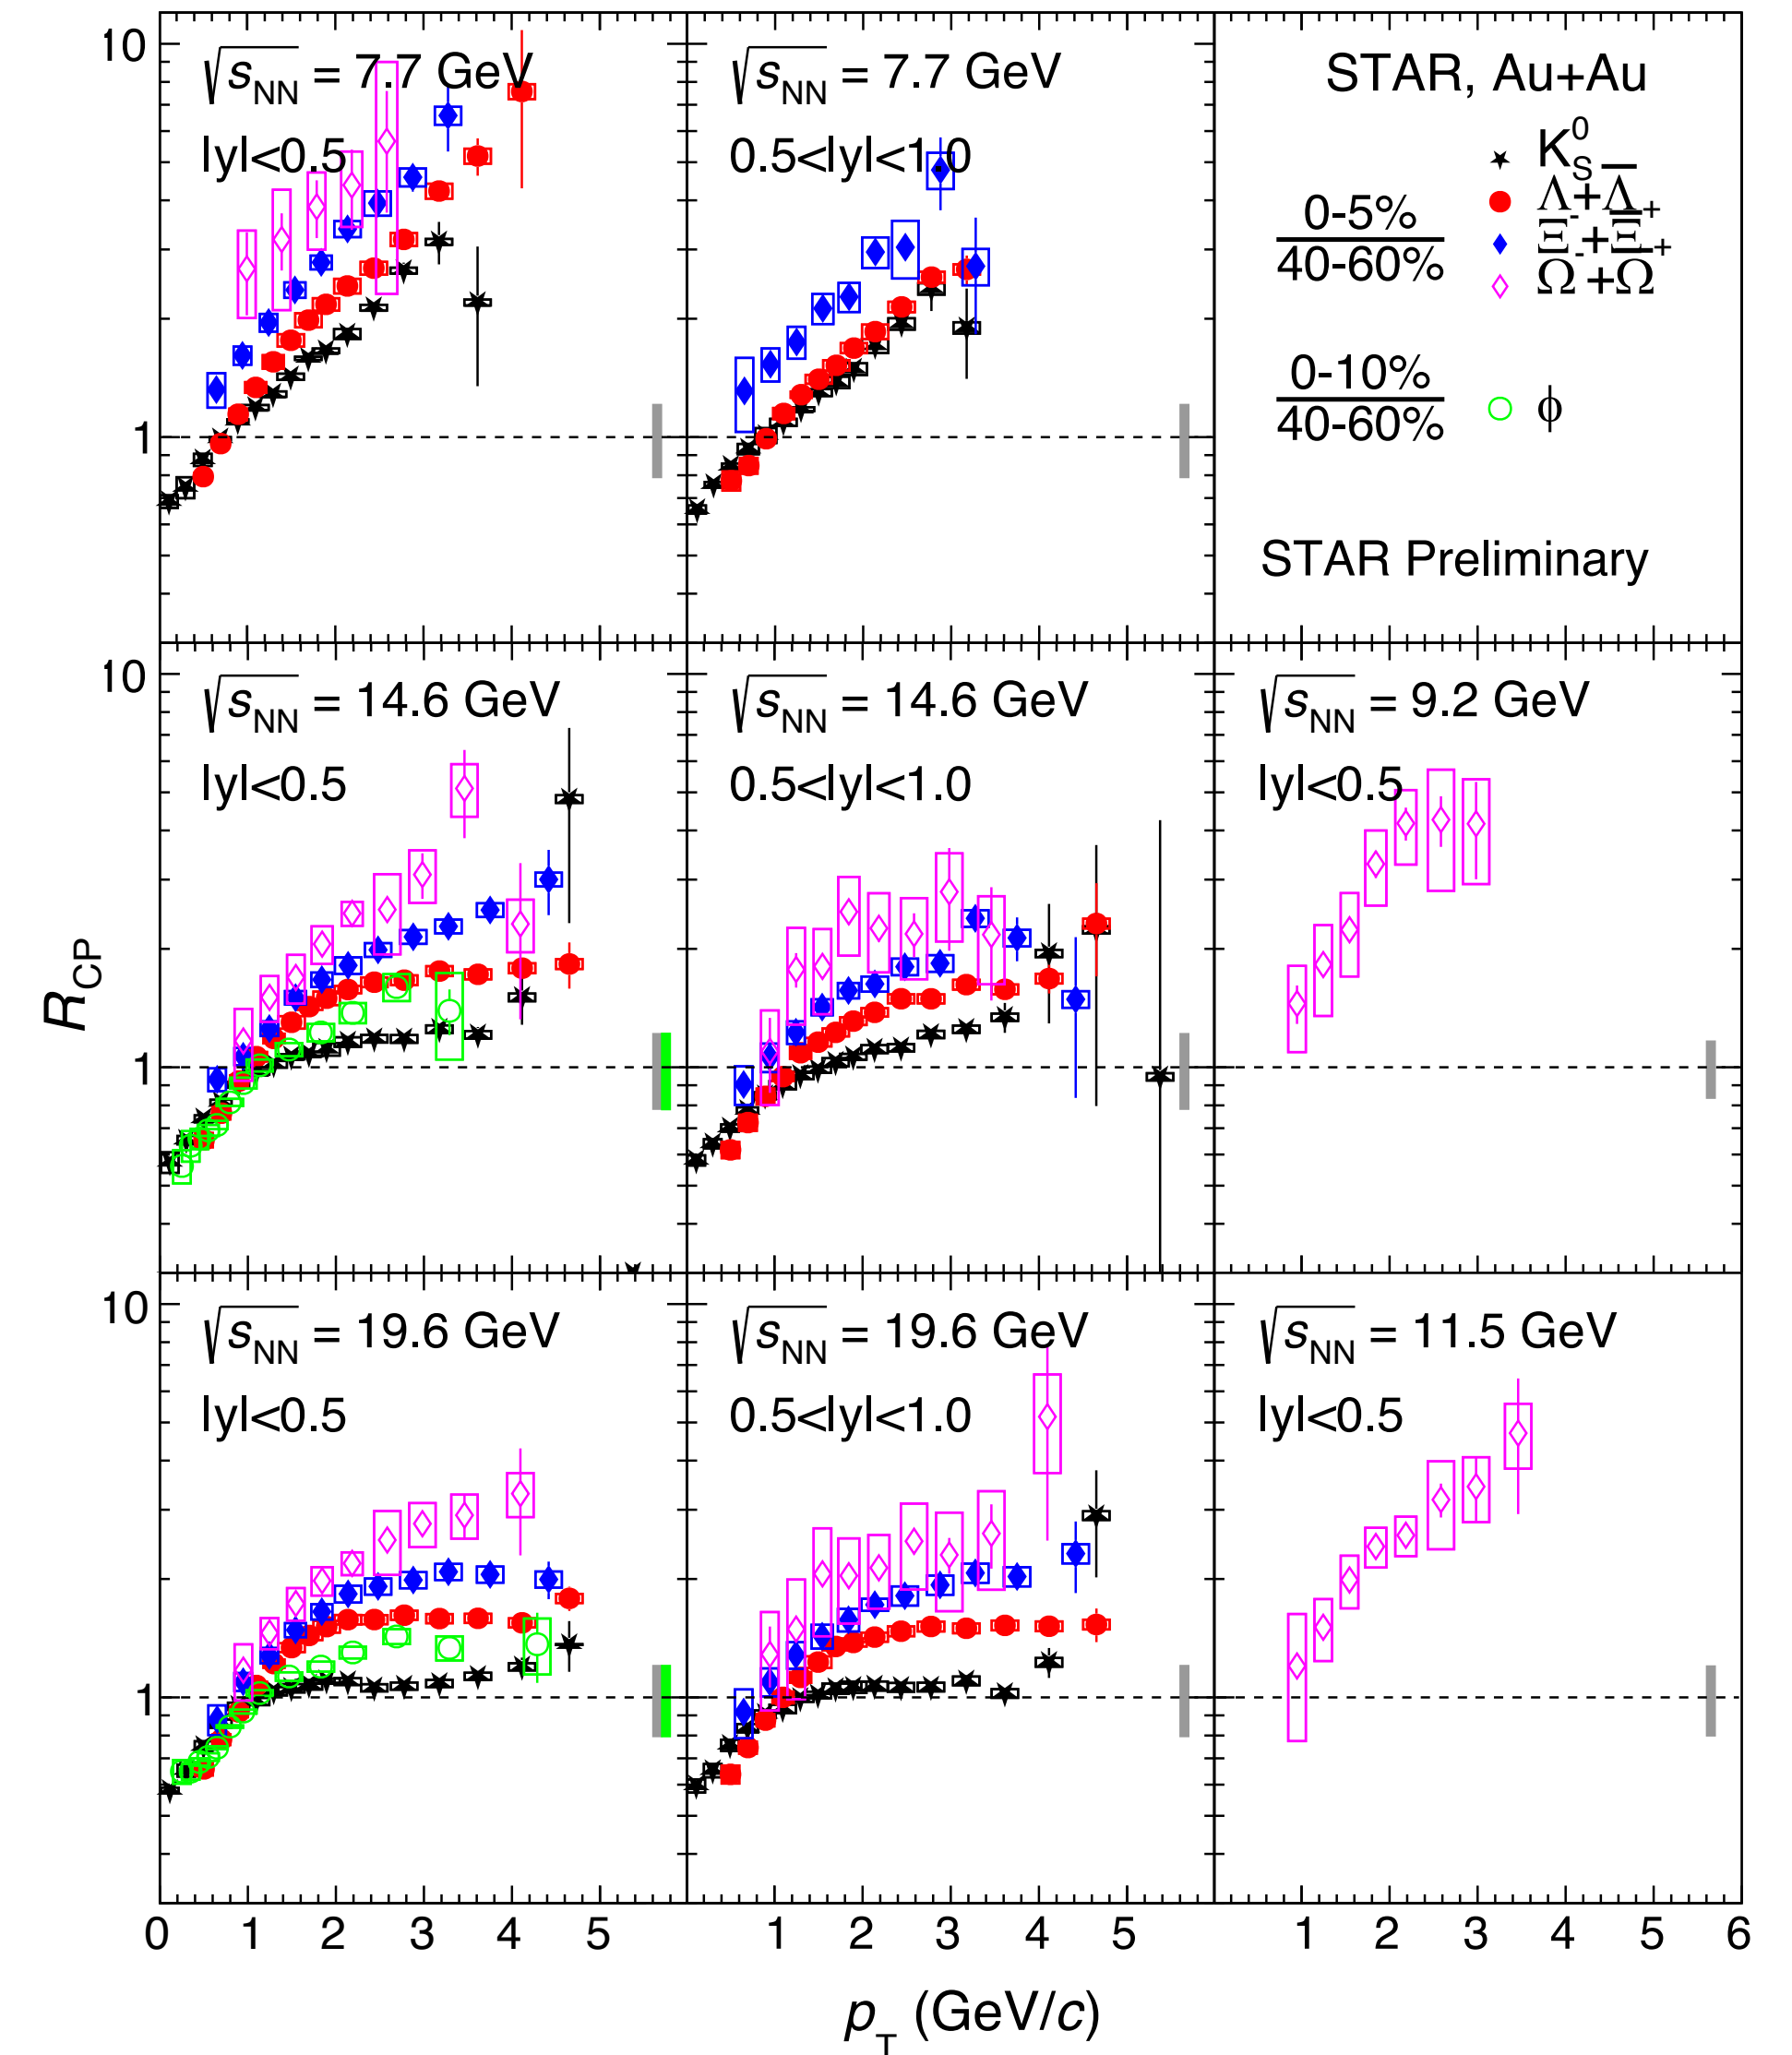 10
√sNN = 7.7 GeV
|y|<0.5
1
√sNN = 7.7 GeV
0.5<|y|<1.0
STAR, Au+Au
K⁰S
0-5%
40-60%
Λ+Λ̅
Ξ⁻+Ξ̅⁺
Ω⁻+Ω̅⁺
0-10%
40-60%
ϕ
STAR Preliminary
RCP
10
√sNN = 14.6 GeV
|y|<0.5
1
√sNN = 14.6 GeV
0.5<|y|<1.0
√sNN = 9.2 GeV
|y|<0.5
10
√sNN = 19.6 GeV
|y|<0.5
1
√sNN = 19.6 GeV
0.5<|y|<1.0
√sNN = 11.5 GeV
|y|<0.5
0 1 2 3 4 5 1 2 3 4 5 1 2 3 4 5 6
pT (GeV/c)